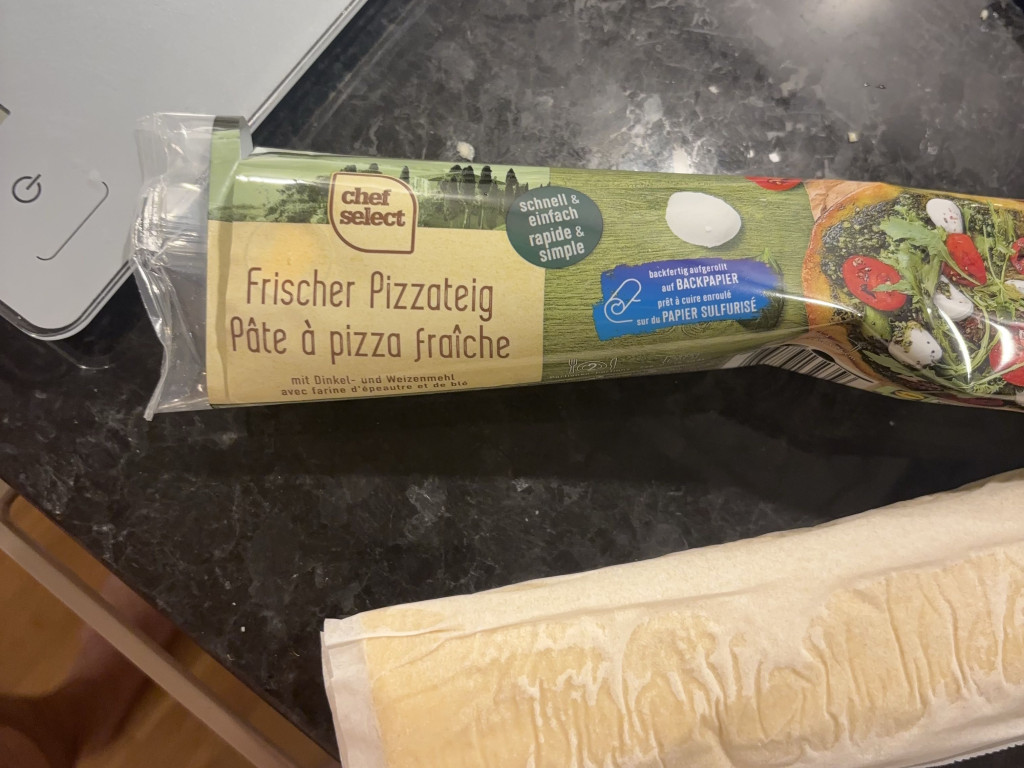 chef
select
schnell &
einfach
rapide &
simple
Frischer Pizzateig
Pâte à pizza fraîche
mit Dinkel- und Weizenmehl
avec farine d'épeautre et de blé
backfertig aufgerollt
auf BACKPAPIER
prêt à cuire enroulé
sur du PAPIER SULFURISÉ